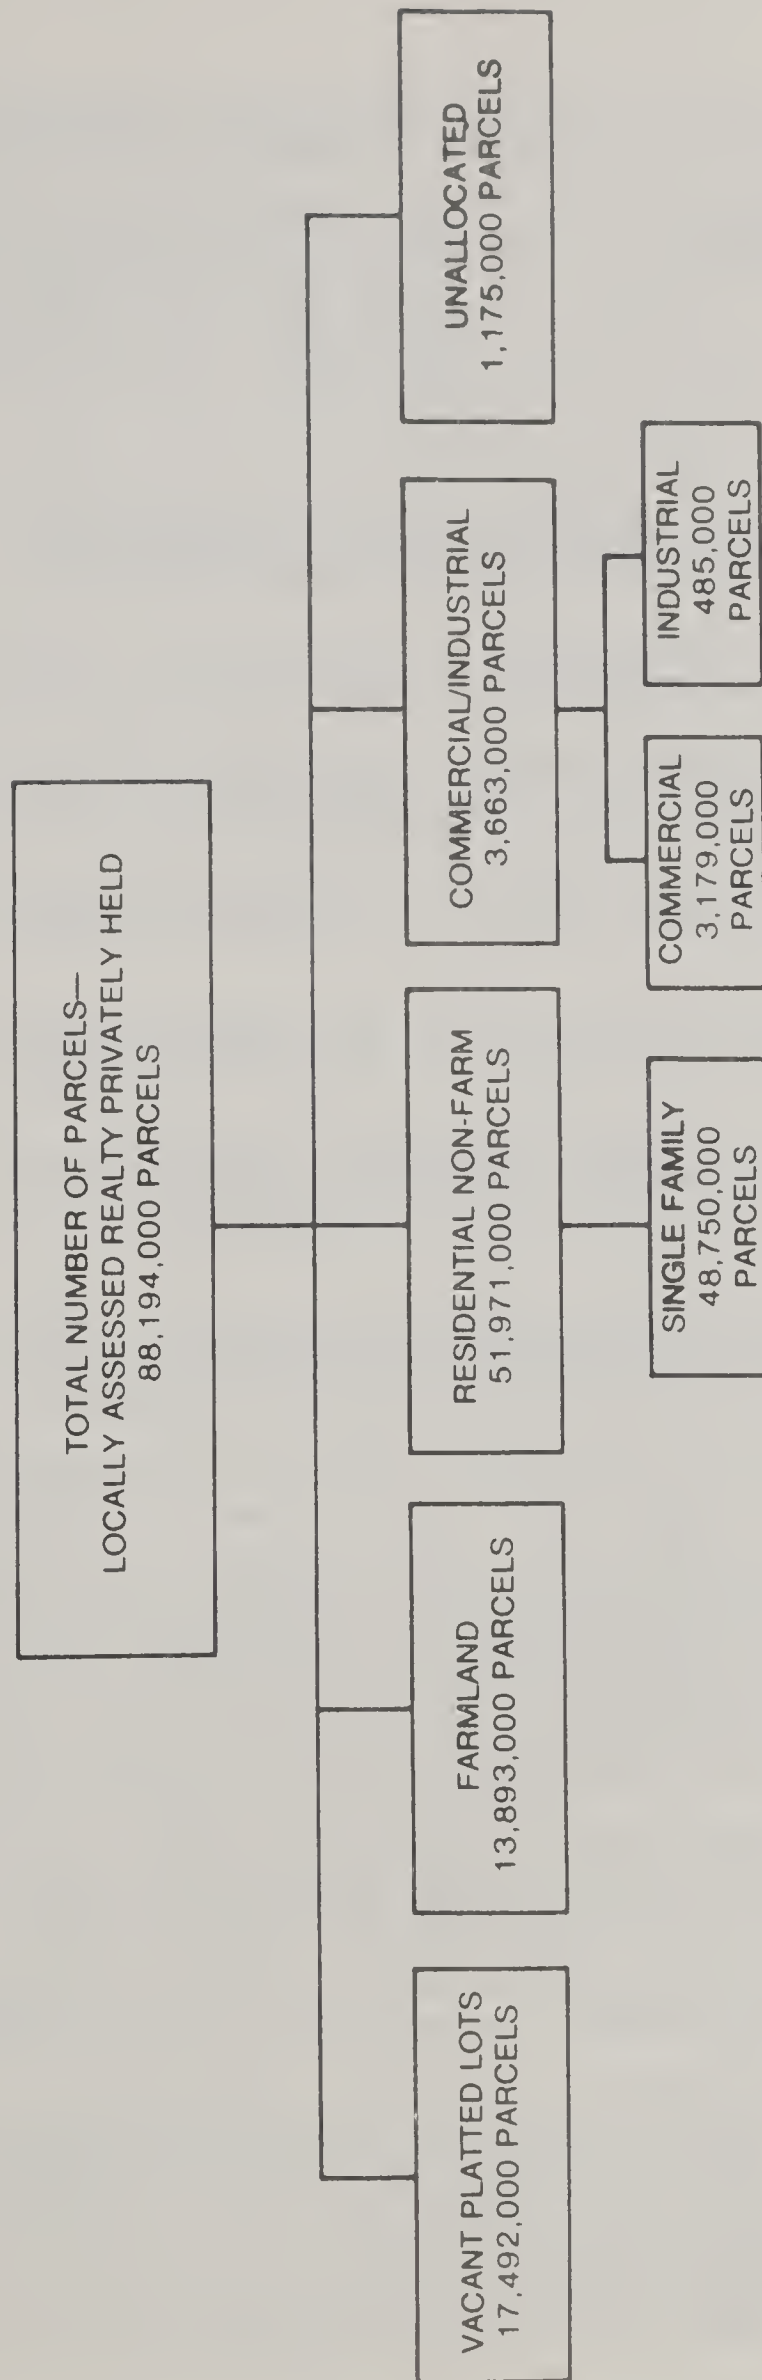 TOTAL NUMBER OF PARCELS—
LOCALLY ASSESSED REALTY PRIVATELY HELD
88,194,000 PARCELS
VACANT PLATTED LOTS
17,492,000 PARCELS
FARMLAND
13,893,000 PARCELS
RESIDENTIAL NON-FARM
51,971,000 PARCELS
COMMERCIAL/INDUSTRIAL
3,663,000 PARCELS
UNALLOCATED
1,175,000 PARCELS
SINGLE FAMILY
48,750,000
PARCELS
COMMERCIAL
3,179,000
PARCELS
INDUSTRIAL
485,000
PARCELS